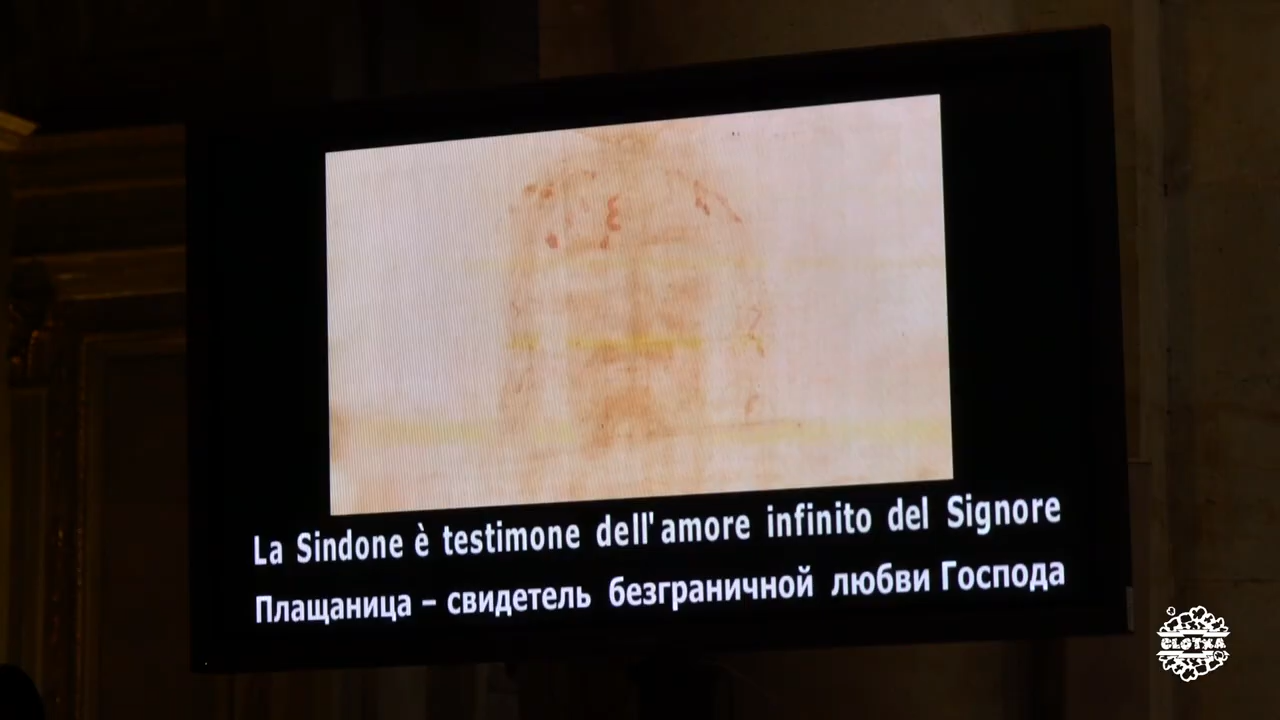 La Sindone è testimone dell'amore infinito del Signore
Плащаница – свидетель безграничной любви Господа
CLOTXA